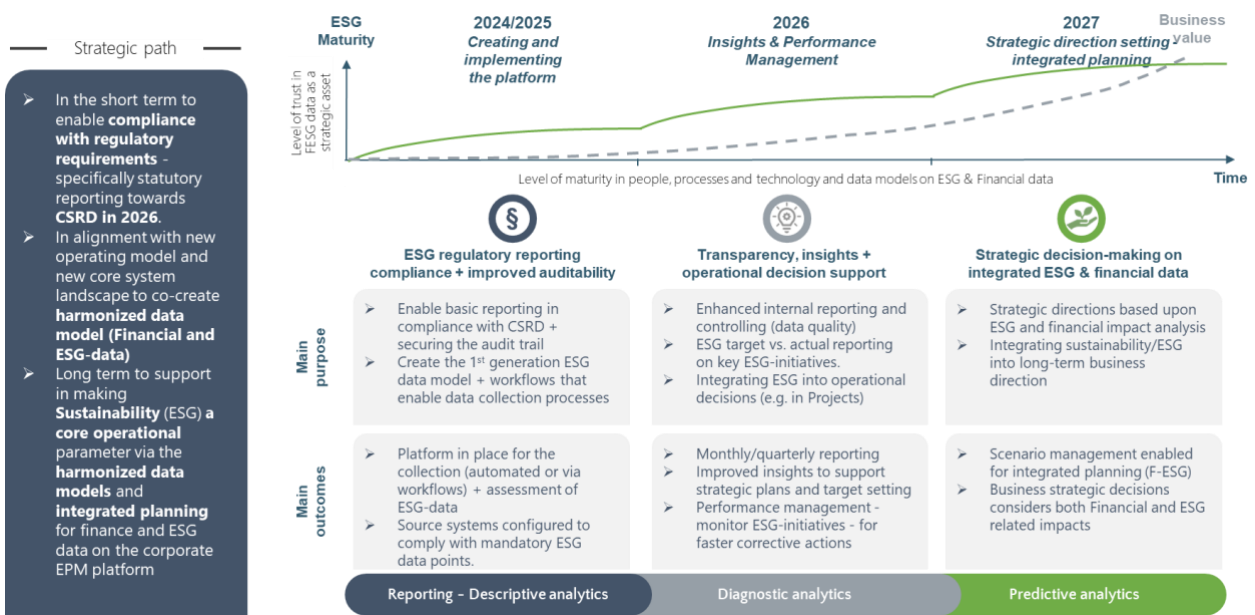 Strategic path
➢ In the short term to
enable compliance
with regulatory
requirements -
specifically statutory
reporting towards
CSRD in 2026.
➢ In alignment with new
operating model and
new core system
landscape to co-create
harmonized data
model (Financial and
ESG-data)
➢ Long term to support
in making
Sustainability (ESG) a
core operational
parameter via the
harmonized data
models and
integrated planning
for finance and ESG
data on the corporate
EPM platform
ESG
Maturity
2024/2025
Creating and
implementing
the platform
2026
Insights & Performance
Management
2027
Strategic direction setting -
integrated planning
Business
value
Level of trust in
FESG data as a
strategic asset
Level of maturity in people, processes and technology and data models on ESG & Financial data
Time
§
ESG regulatory reporting
compliance + improved auditability
Transparency, insights +
operational decision support
Strategic decision-making on
integrated ESG & financial data
Main
purpose
➢ Enable basic reporting in
compliance with CSRD +
securing the audit trail
➢ Create the 1st generation ESG
data model + workflows that
enable data collection processes
➢ Enhanced internal reporting and
controlling (data quality)
➢ ESG target vs. actual reporting
on key ESG-initiatives.
➢ Integrating ESG into operational
decisions (e.g. in Projects)
➢ Strategic directions based upon
ESG and financial impact analysis
➢ Integrating sustainability/ESG
into long-term business
direction
Main
outcomes
➢ Platform in place for the
collection (automated or via
workflows) + assessment of
ESG-data
➢ Source systems configured to
comply with mandatory ESG
data points.
➢ Monthly/quarterly reporting
➢ Improved insights to support
strategic plans and target setting
➢ Performance management -
monitor ESG-initiatives - for
faster corrective actions
➢ Scenario management enabled
for integrated planning (F-ESG)
➢ Business strategic decisions
considers both Financial and ESG
related impacts
Reporting – Descriptive analytics
Diagnostic analytics
Predictive analytics